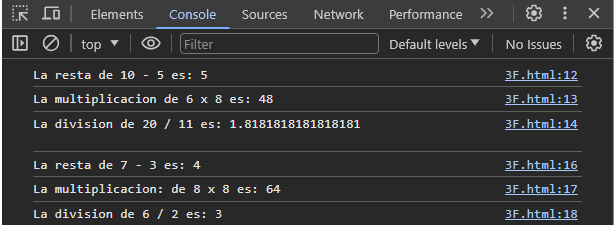 Elements Console Sources Network Performance
top Filter Default levels No Issues
La resta de 10 - 5 es: 5 3F.html:12
La multiplicacion de 6 x 8 es: 48 3F.html:13
La division de 20 / 11 es: 1.8181818181818181 3F.html:14
La resta de 7 - 3 es: 4 3F.html:16
La multiplicacion: de 8 x 8 es: 64 3F.html:17
La division de 6 / 2 es: 3 3F.html:18